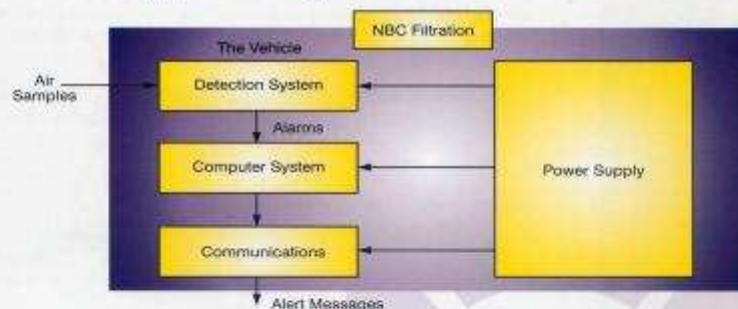 NBC Filtration
The Vehicle
Air
Samples
Detection System
Alarms
Computer System
Power Supply
Communications
Alert Messages